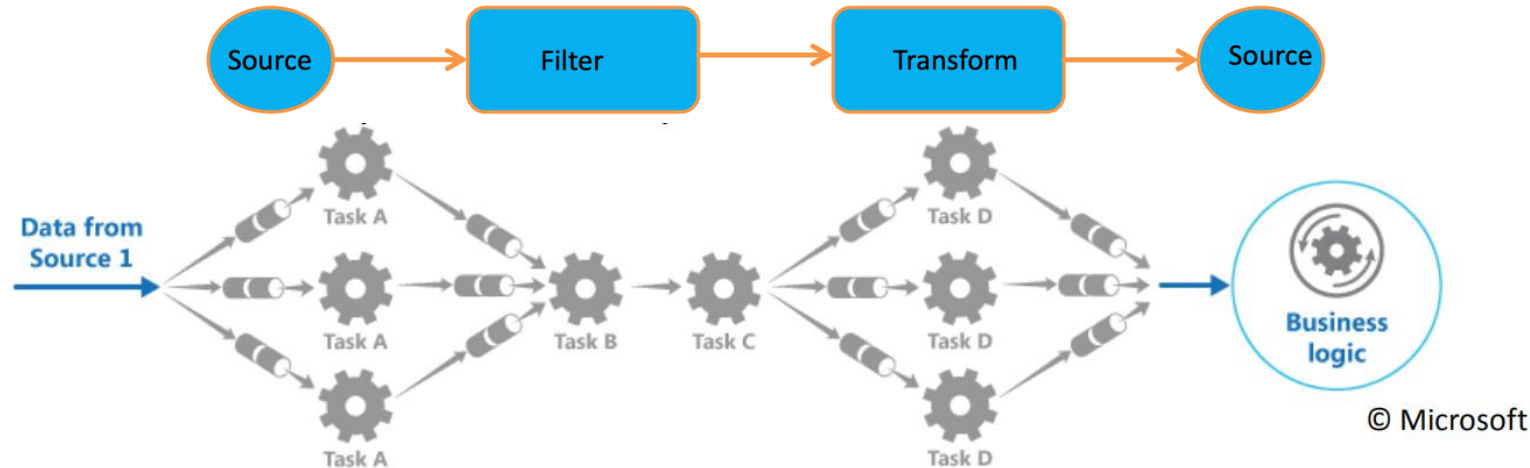 Source
Filter
Transform
Source
Data from
Source 1
Task A
Task A
Task A
Task B
Task C
Task D
Task D
Task D
Business
logic
© Microsoft